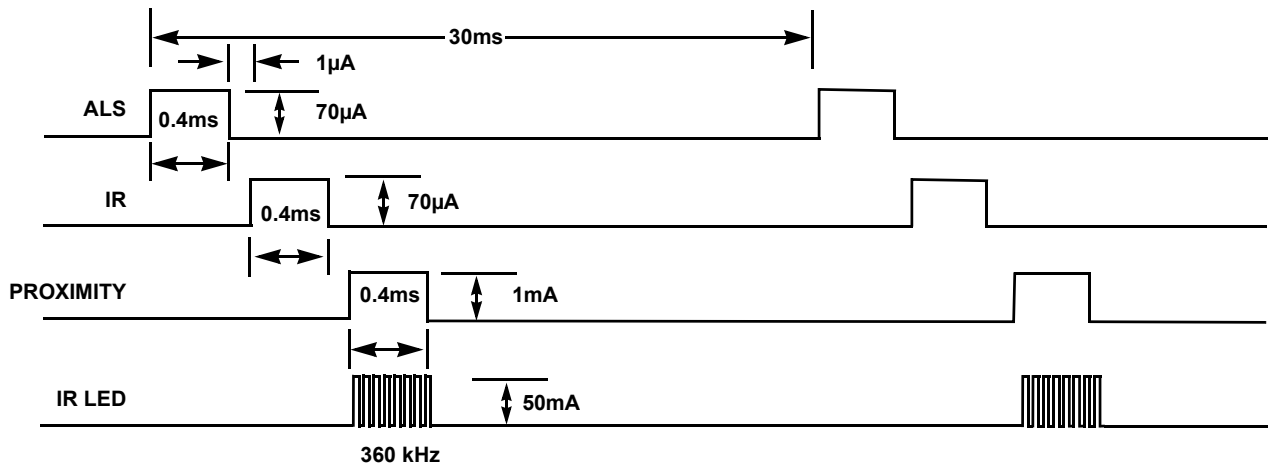 30ms
1µA
ALS
0.4ms
70µA
IR
0.4ms
70µA
PROXIMITY
0.4ms
1mA
IR LED
50mA
360 kHz